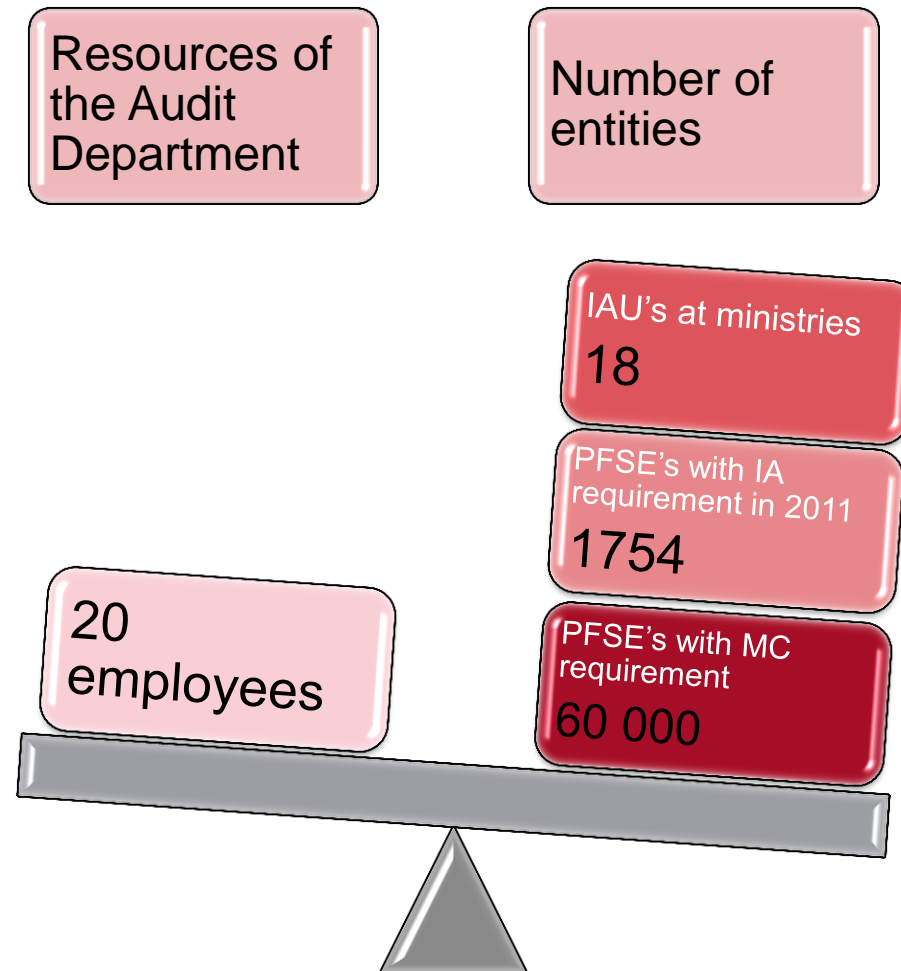 Resources of
the Audit
Department
Number of
entities
IAU’s at ministries
18
PFSE’s with IA
requirement in 2011
1754
20
employees
PFSE’s with MC
requirement
60 000